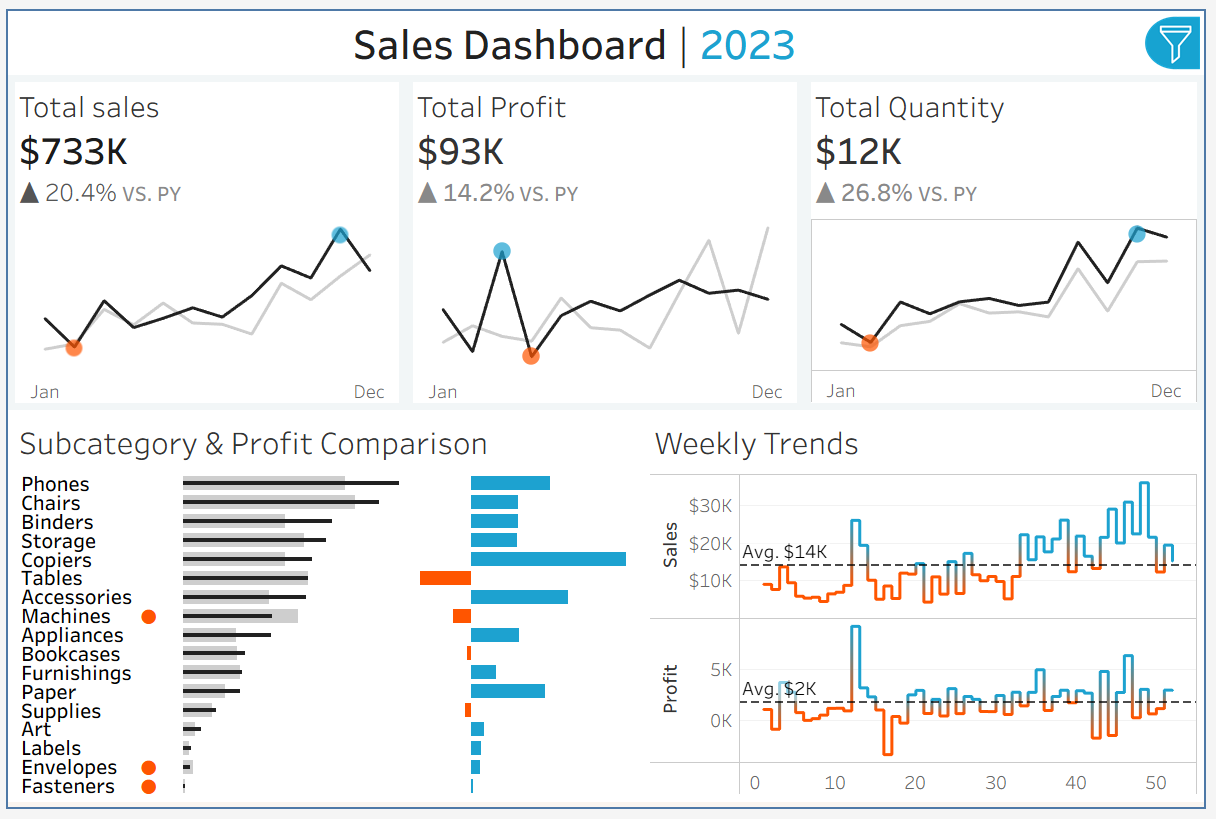 Sales Dashboard | 2023
Total sales
$733K
▲ 20.4% VS. PY
Jan
Dec
Total Profit
$93K
▲ 14.2% VS. PY
Jan
Dec
Total Quantity
$12K
▲ 26.8% VS. PY
Jan
Dec
Subcategory & Profit Comparison
Phones
Chairs
Binders
Storage
Copiers
Tables
Accessories
Machines
Appliances
Bookcases
Furnishings
Paper
Supplies
Art
Labels
Envelopes
Fasteners
Weekly Trends
Sales
$30K
$20K
$10K
Avg. $14K
Profit
5K
0K
Avg. $2K
0 10 20 30 40 50